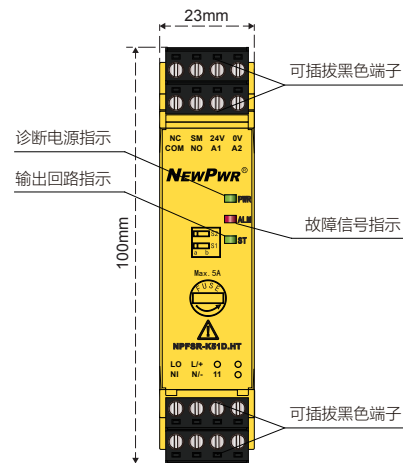 23mm
可插拔黑色端子
NC SM 24V 0V
COM NO A1 A2
诊断电源指示
NEWPWR®
PWR
输出回路指示
ALM
故障信号指示
S2
ST
S1
a b
100mm
Max. 5A
FUSE
NPFSR-K51D.HT
LO L/+
NI N/- 11
可插拔黑色端子